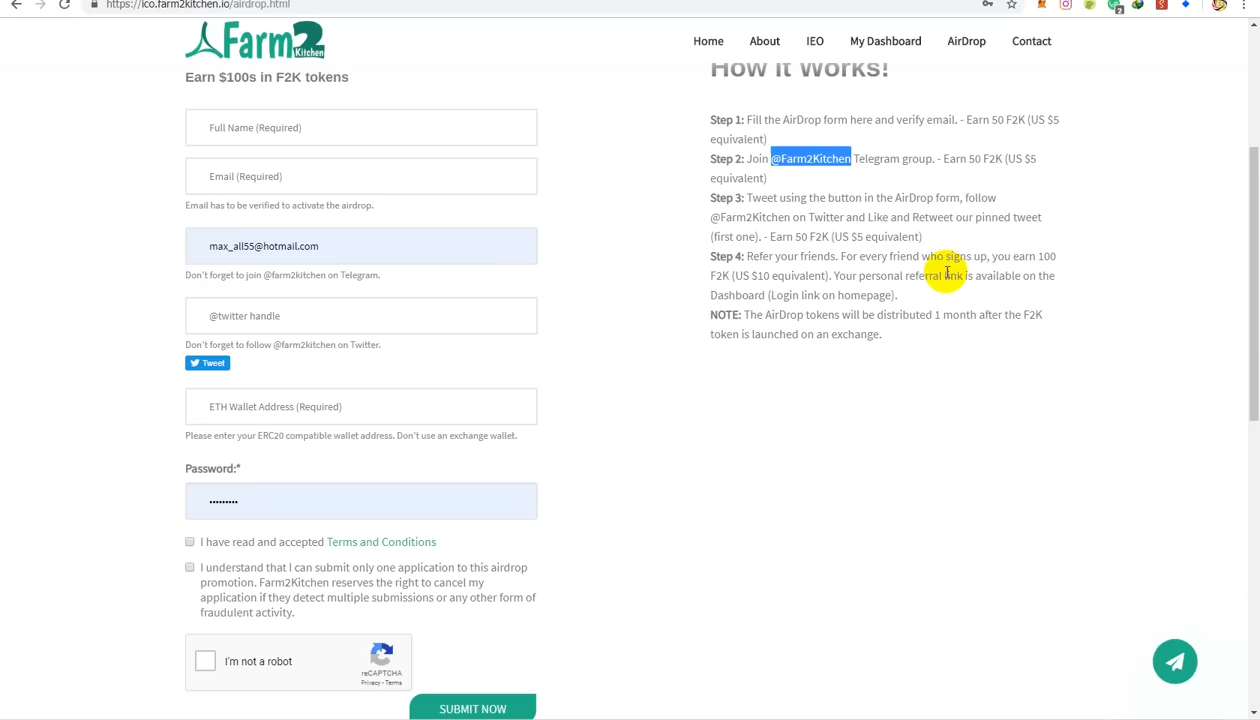 https://ico.farm2kitchen.io/airdrop.html
Farm2
Kitchen
Home
About
IEO
My Dashboard
AirDrop
Contact
Earn $100s in F2K tokens
Full Name (Required)
Email (Required)
Email has to be verified to activate the airdrop.
max_all55@hotmail.com
Don't forget to join @farm2kitchen on Telegram.
@twitter handle
Don't forget to follow @farm2kitchen on Twitter.
Tweet
ETH Wallet Address (Required)
Please enter your ERC20 compatible wallet address. Don't use an exchange wallet.
Password:*
•••••••••
I have read and accepted Terms and Conditions
I understand that I can submit only one application to this airdrop
promotion. Farm2Kitchen reserves the right to cancel my
application if they detect multiple submissions or any other form of
fraudulent activity.
I'm not a robot
reCAPTCHA
Privacy - Terms
SUBMIT NOW
How It Works!
Step 1: Fill the AirDrop form here and verify email. - Earn 50 F2K (US $5
equivalent)
Step 2: Join @Farm2Kitchen Telegram group. - Earn 50 F2K (US $5
equivalent)
Step 3: Tweet using the button in the AirDrop form, follow
@Farm2Kitchen on Twitter and Like and Retweet our pinned tweet
(first one). - Earn 50 F2K (US $5 equivalent)
Step 4: Refer your friends. For every friend who signs up, you earn 100
F2K (US $10 equivalent). Your personal referral link is available on the
Dashboard (Login link on homepage).
NOTE: The AirDrop tokens will be distributed 1 month after the F2K
token is launched on an exchange.